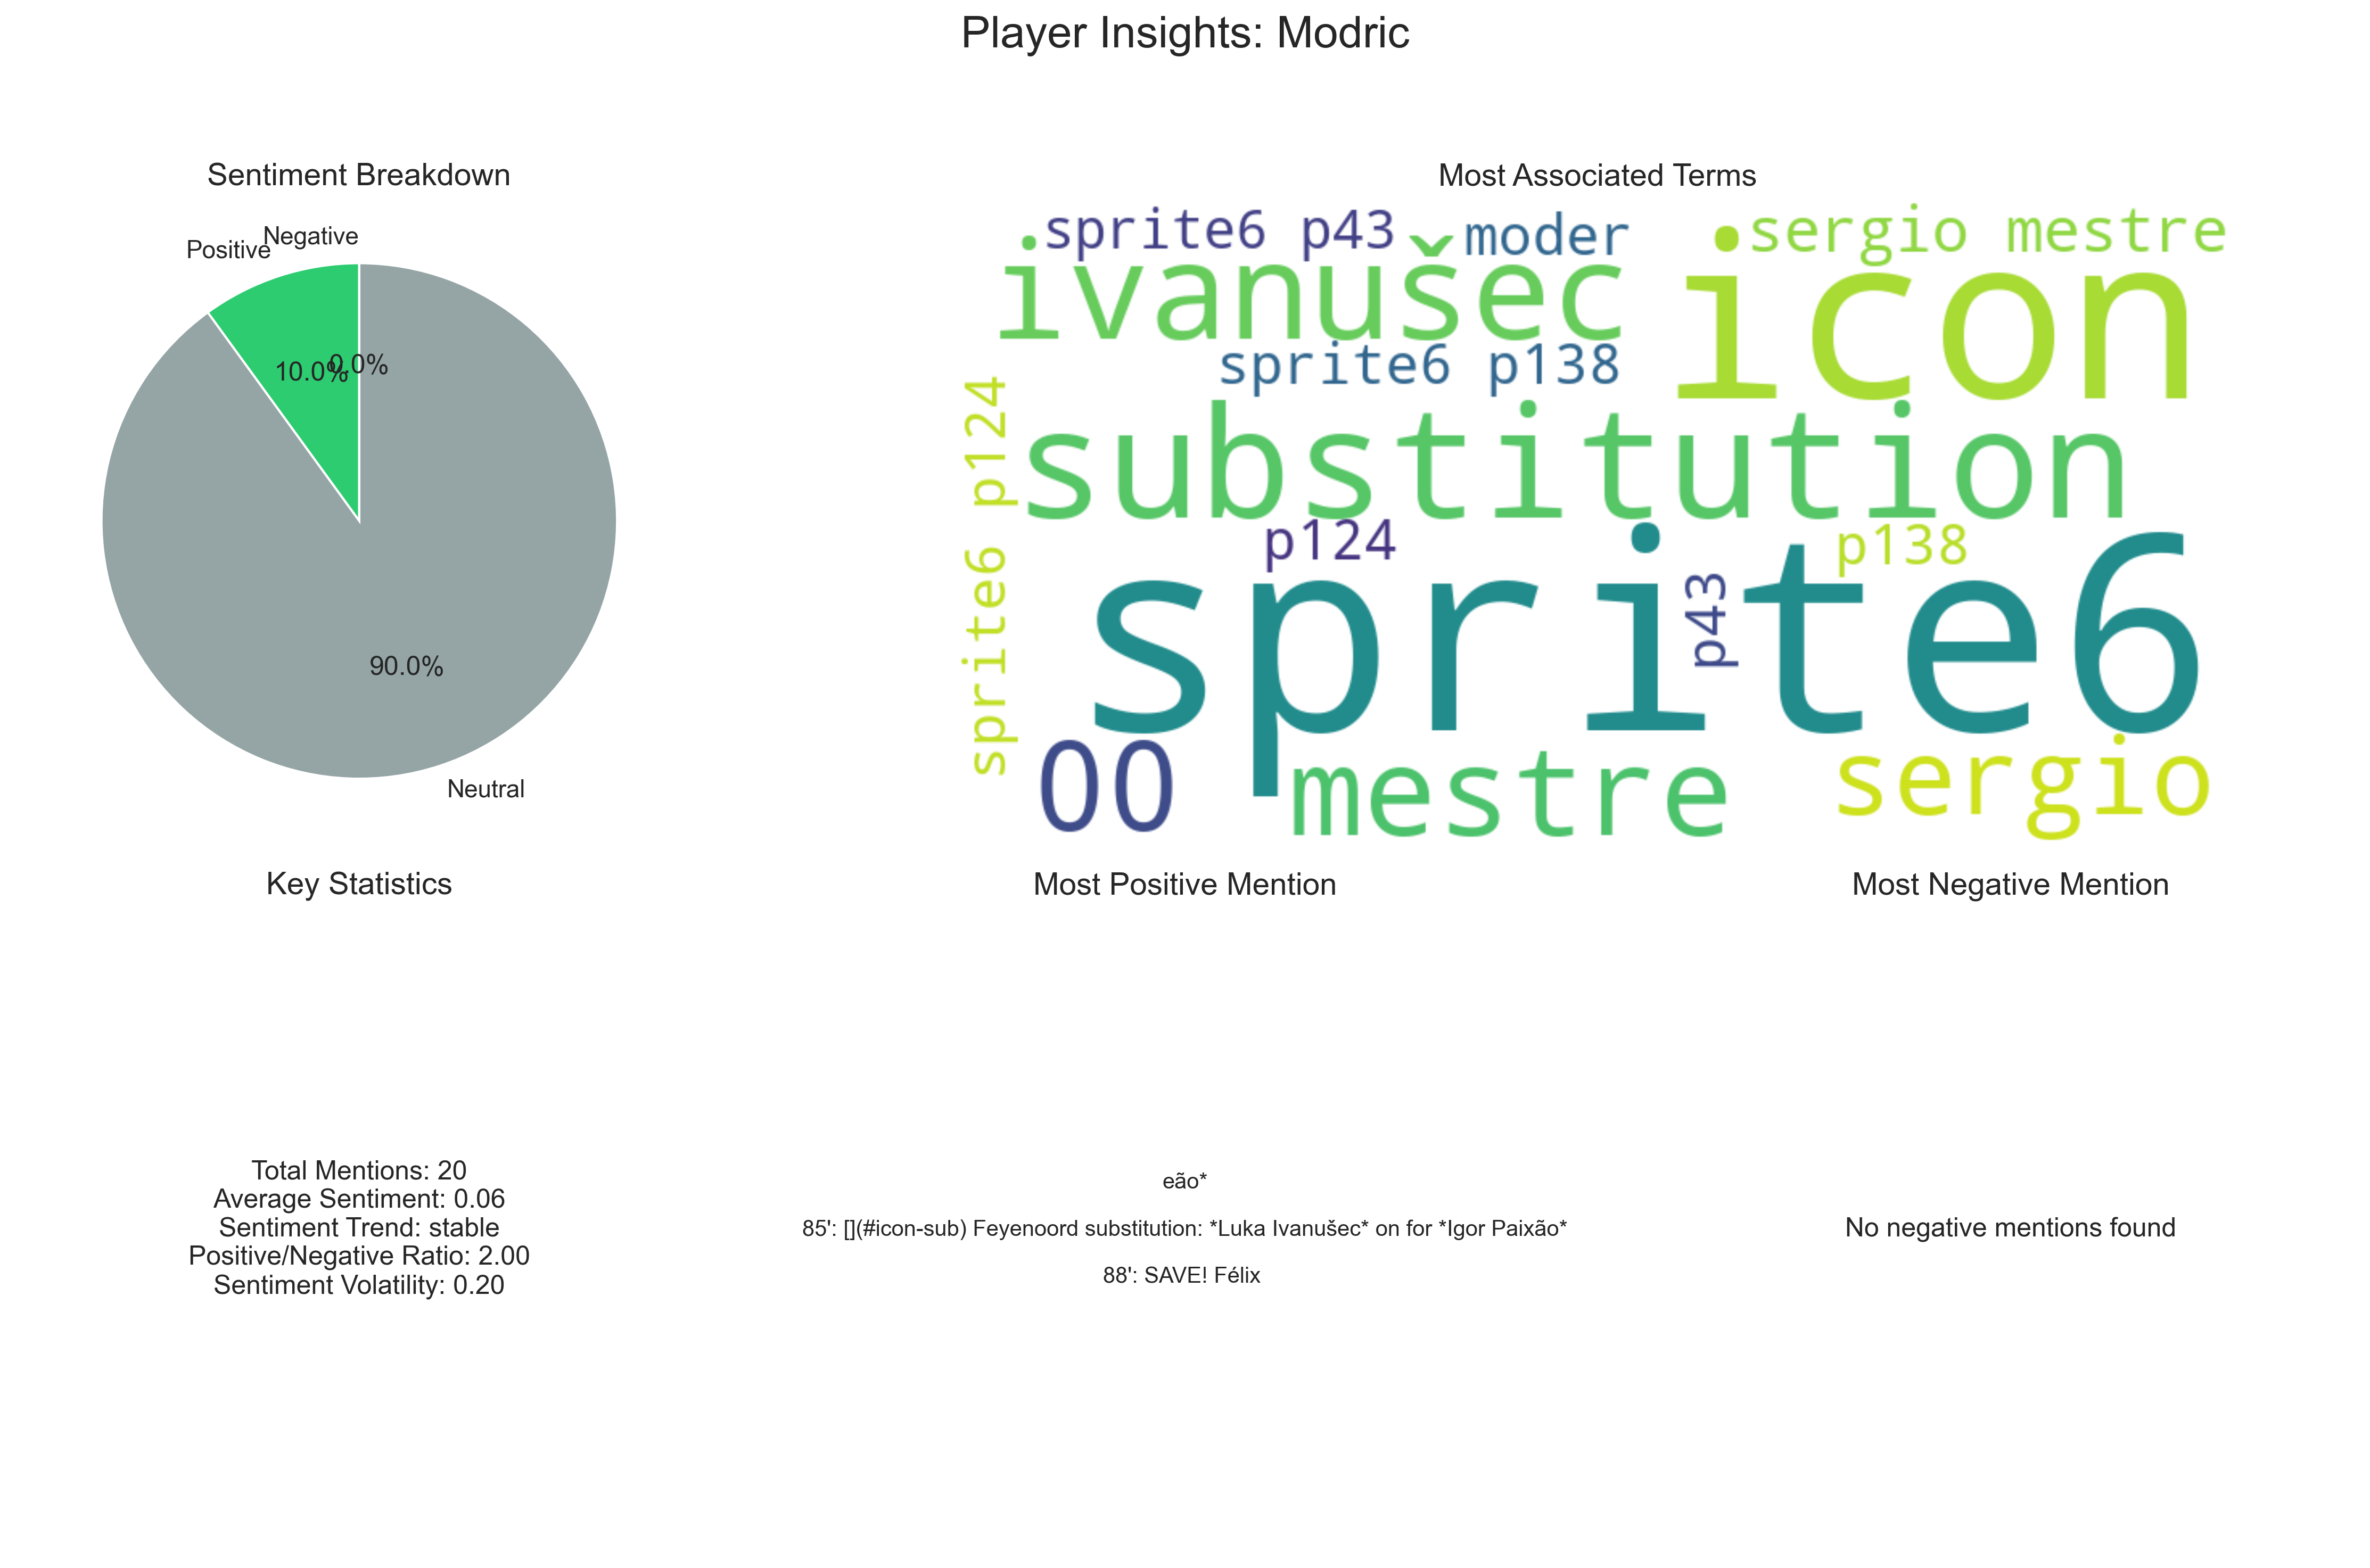 Player Insights: Modric
Sentiment Breakdown
Negative
Positive
10.0%
0.0%
90.0%
Neutral
Most Associated Terms
sprite6 p43
moder
sergio mestre
ivanušec
icon
sprite6 p138
sprite6 p124
substitution
p124
p138
sprite6
p43
00
mestre
sergio
Key Statistics
Total Mentions: 20
Average Sentiment: 0.06
Sentiment Trend: stable
Positive/Negative Ratio: 2.00
Sentiment Volatility: 0.20
Most Positive Mention
eão*
85': [](#icon-sub) Feyenoord substitution: *Luka Ivanušec* on for *Igor Paixão*
88': SAVE! Félix
Most Negative Mention
No negative mentions found